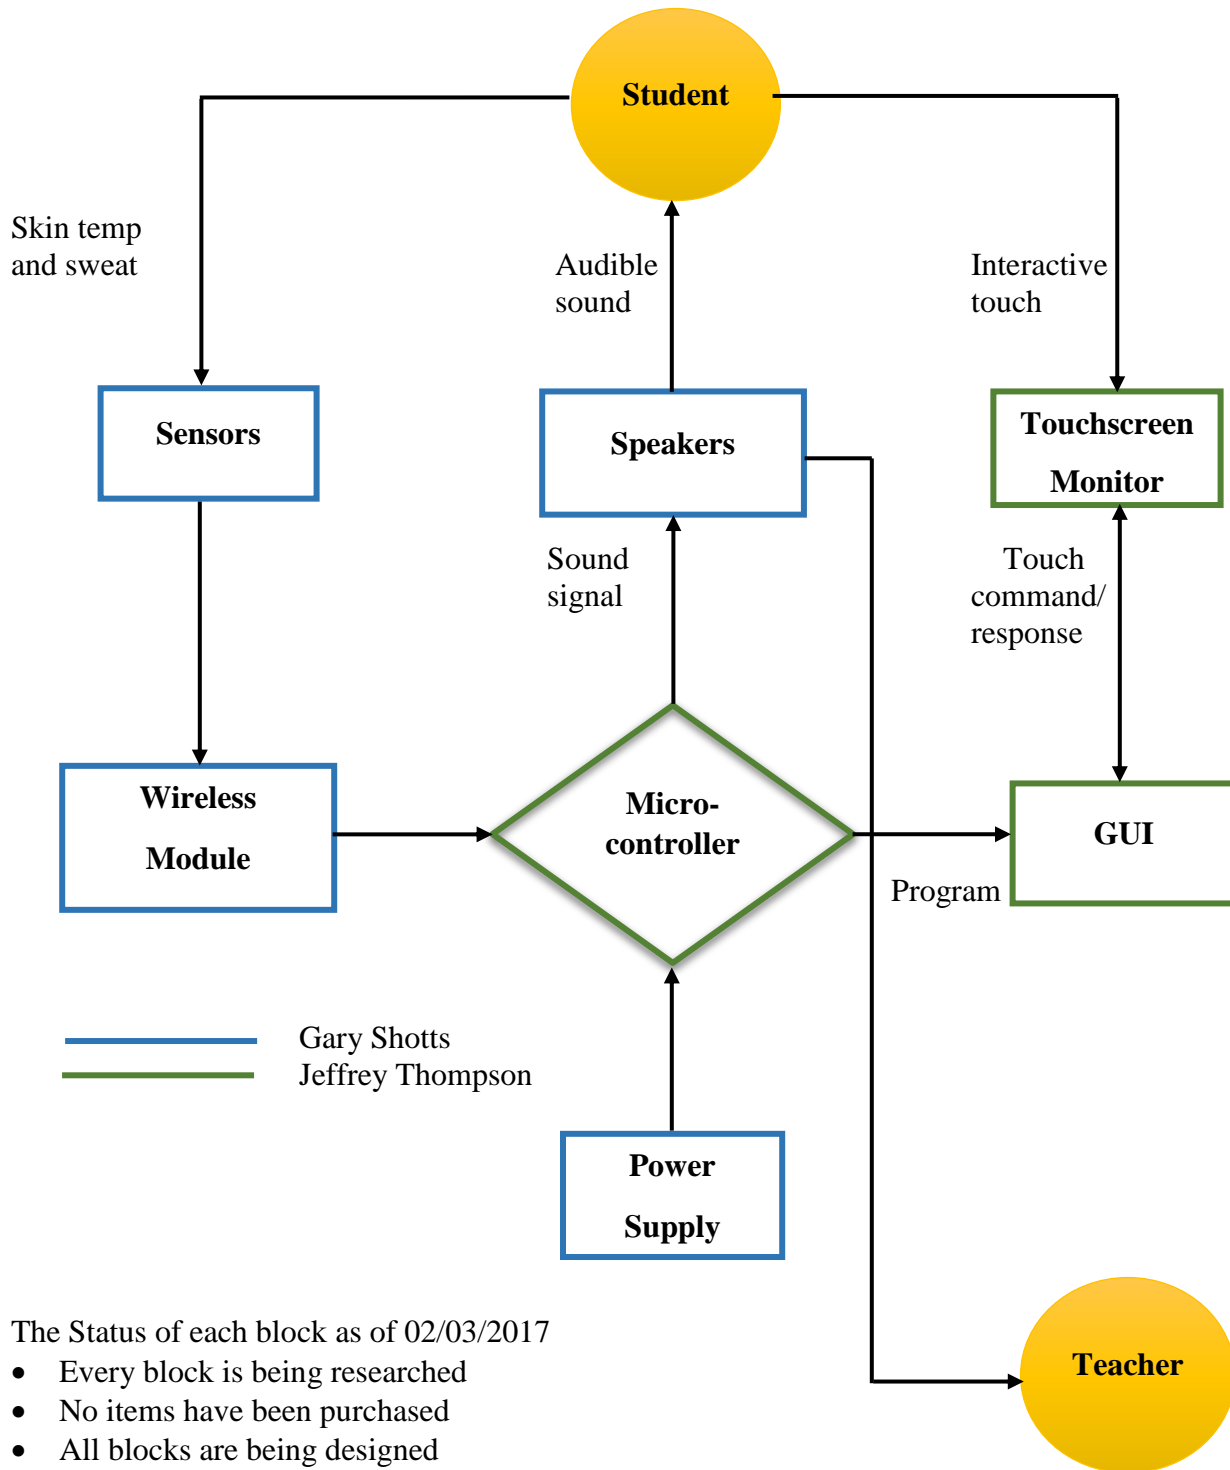 Student
Skin temp
and sweat
Audible
sound
Interactive
touch
Sensors
Speakers
Touchscreen
Monitor
Sound
signal
Touch
command/
response
Wireless
Module
Micro-
controller
GUI
Program
Gary Shotts
Jeffrey Thompson
Power
Supply
The Status of each block as of 02/03/2017
• Every block is being researched
• No items have been purchased
• All blocks are being designed
Teacher